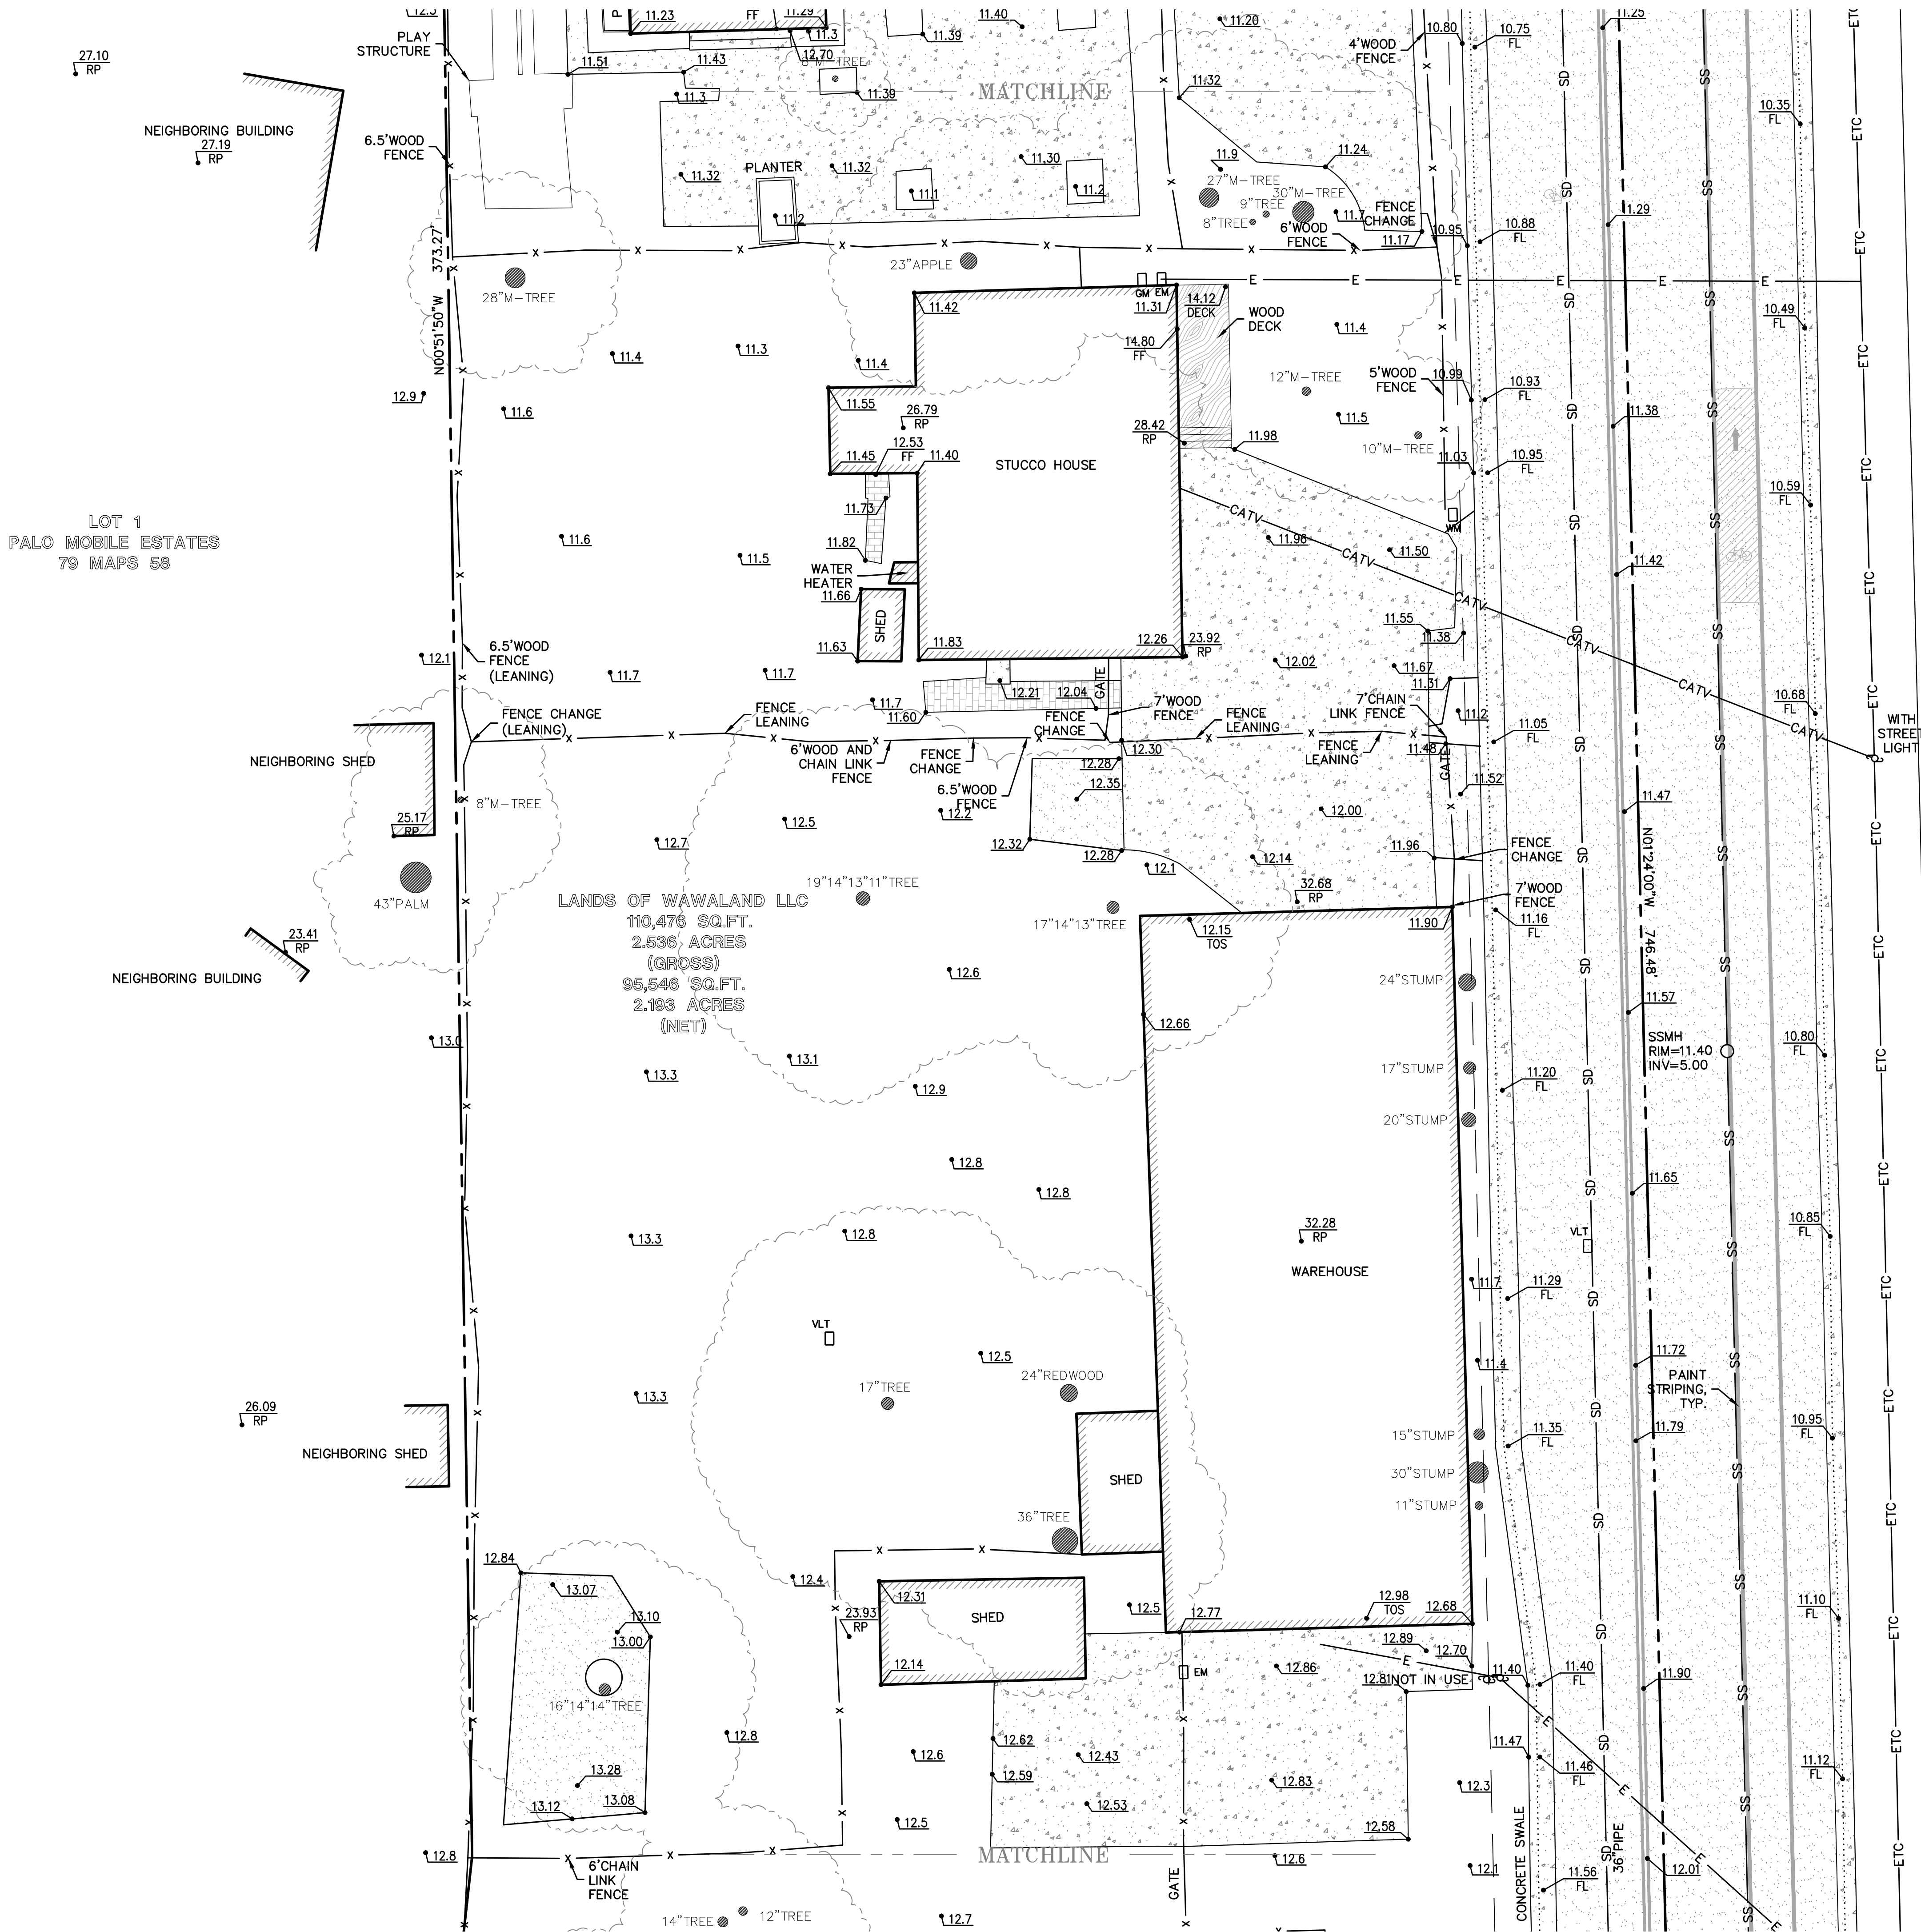 12.5
11.23
FF
11.29
11.3
12.70
11.40
11.39
11.20
4'WOOD
FENCE
10.80
10.75
FL
11.25
ETC
PLAY
STRUCTURE
27.10
RP
11.51
11.43
8"M-TREE
11.3
11.39
MATCHLINE
11.32
SD
SS
10.35
FL
NEIGHBORING BUILDING
27.19
RP
6.5'WOOD
FENCE
11.32
PLANTER
11.32
11.30
11.9
11.24
27"M-TREE
30"M-TREE
9"TREE
8"TREE
11.1
11.2
11.2
11.7
FENCE
CHANGE
6'WOOD
FENCE
11.17
10.95
10.88
FL
11.29
N00°51'50"W 373.27'
28"M-TREE
23"APPLE
GM
EM
E
11.42
11.31
14.12
DECK
WOOD
DECK
11.4
10.49
FL
14.80
FF
11.4
11.3
11.4
12"M-TREE
5'WOOD
FENCE
10.99
10.93
FL
12.9
11.6
11.55
26.79
RP
28.42
RP
11.98
11.5
10"M-TREE
11.38
12.53
FF
11.45
11.40
STUCCO HOUSE
11.03
10.95
FL
10.59
FL
11.73
CATV
WM
LOT 1
PALO MOBILE ESTATES
79 MAPS 58
11.6
11.5
11.82
11.96
11.50
11.42
WATER
HEATER
11.66
SHED
11.63
11.83
12.26
23.92
RP
11.55
11.38
12.1
6.5'WOOD
FENCE
(LEANING)
11.7
11.7
12.21
12.04
GATE
12.02
11.67
11.31
10.68
FL
FENCE CHANGE
(LEANING)
FENCE
LEANING
11.7
11.60
7'WOOD
FENCE
FENCE
CHANGE
FENCE
LEANING
7'CHAIN
LINK FENCE
11.2
11.05
FL
WITH
STREET
LIGHT
NEIGHBORING SHED
6'WOOD AND
CHAIN LINK
FENCE
FENCE
CHANGE
12.30
12.28
FENCE
LEANING
11.48
GATE
11.52
8"M-TREE
6.5'WOOD
FENCE
12.35
12.00
11.47
25.17
RP
12.5
12.2
12.7
12.32
12.28
12.14
11.96
FENCE
CHANGE
12.1
43"PALM
19"14"13"11"TREE
32.68
RP
7'WOOD
FENCE
LANDS OF WAWALAND LLC
110,476 SQ.FT.
2.536 ACRES
(GROSS)
95,546 SQ.FT.
2.193 ACRES
(NET)
17"14"13"TREE
12.15
TOS
11.90
11.16
FL
N01°24'00"W 746.48'
23.41
RP
NEIGHBORING BUILDING
12.6
24"STUMP
12.66
11.57
13.0
13.1
SSMH
RIM=11.40
INV=5.00
10.80
FL
13.3
12.9
17"STUMP
11.20
FL
20"STUMP
12.8
12.8
11.65
13.3
12.8
32.28
RP
WAREHOUSE
VLT
10.85
FL
11.7
11.29
FL
VLT
12.5
11.4
11.72
13.3
17"TREE
24"REDWOOD
PAINT
STRIPING,
TYP.
26.09
RP
NEIGHBORING SHED
15"STUMP
11.35
FL
11.79
10.95
FL
SHED
30"STUMP
11"STUMP
36"TREE
12.84
13.07
12.4
12.31
SHED
12.5
12.77
12.98
TOS
12.68
11.10
FL
13.10
13.00
23.93
RP
12.14
EM
12.86
12.89
12.70
12.81
NOT IN USE
11.40
11.40
FL
11.90
16"14"14"TREE
12.8
12.6
12.62
12.43
11.47
11.46
FL
11.12
FL
13.28
12.59
12.83
12.3
13.12
13.08
12.53
12.5
12.58
12.8
6'CHAIN
LINK
FENCE
MATCHLINE
12.6
12.1
GATE
CONCRETE SWALE
36"PIPE
12.01
11.56
FL
14"TREE
12"TREE
12.7